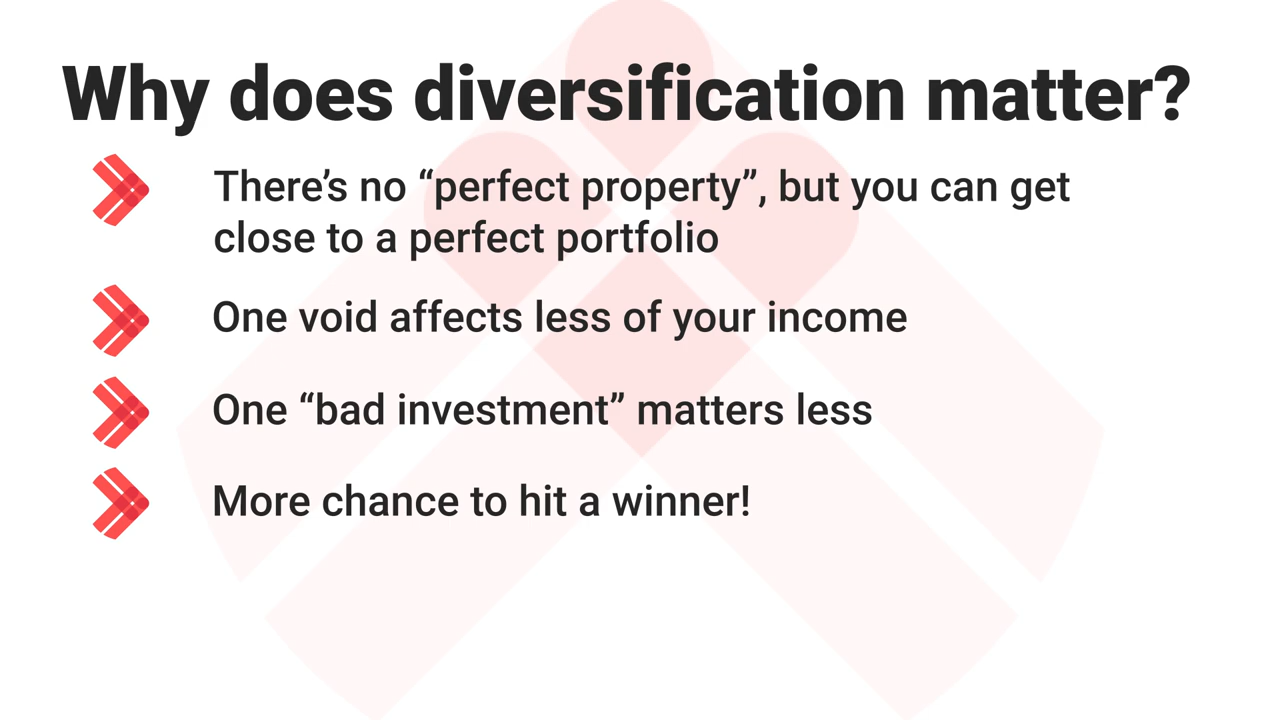 Why does diversification matter?
There’s no “perfect property”, but you can get
close to a perfect portfolio
One void affects less of your income
One “bad investment” matters less
More chance to hit a winner!